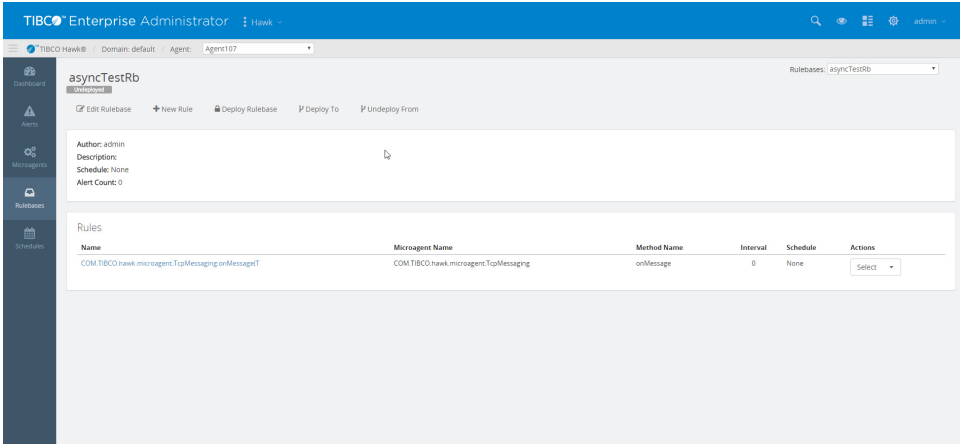 TIBCO™ Enterprise Administrator Hawk admin
TIBCO Hawk® / Domain: default / Agent: Agent107
Dashboard
Alerts
Microagents
Rulebases
Schedules
asyncTestRb
Undeployed
Rulebases: asyncTestRb
Edit Rulebase + New Rule Deploy Rulebase Deploy To Undeploy From
Author: admin
Description:
Schedule: None
Alert Count: 0
Rules
Name Microagent Name Method Name Interval Schedule Actions
COM.TIBCO.hawk.microagent.TcpMessaging:onMessageIT COM.TIBCO.hawk.microagent.TcpMessaging onMessage 0 None Select